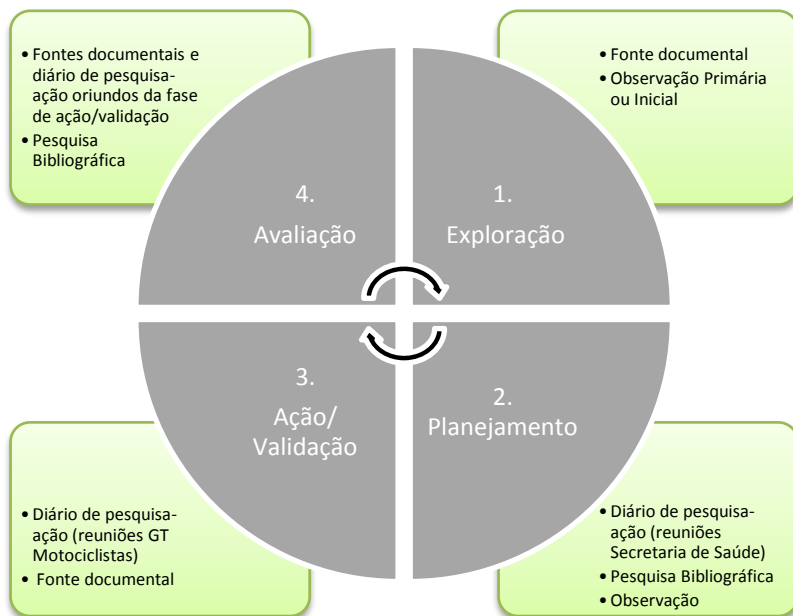 • Fontes documentais e
diário de pesquisa-
ação oriundos da fase
de ação/validação
• Pesquisa
Bibliográfica
• Fonte documental
• Observação Primária
ou Inicial
4.
Avaliação
1.
Exploração
3.
Ação/
Validação
2.
Planejamento
• Diário de pesquisa-
ação (reuniões GT
Motociclistas)
• Fonte documental
• Diário de pesquisa-
ação (reuniões
Secretaria de Saúde)
• Pesquisa Bibliográfica
• Observação